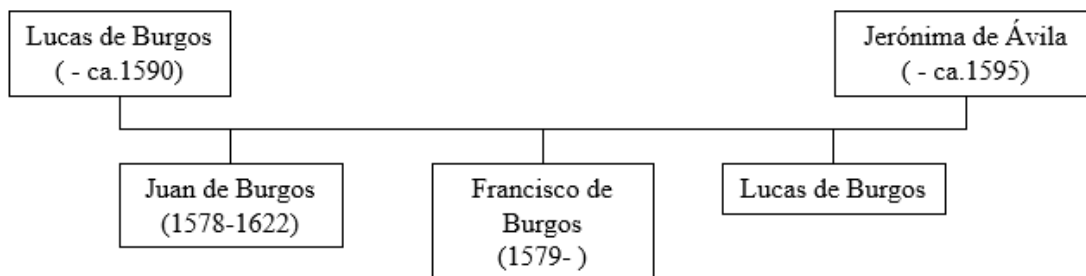 Lucas de Burgos
( - ca.1590)
Jerónima de Ávila
( - ca.1595)
Juan de Burgos
(1578-1622)
Francisco de
Burgos
(1579- )
Lucas de Burgos